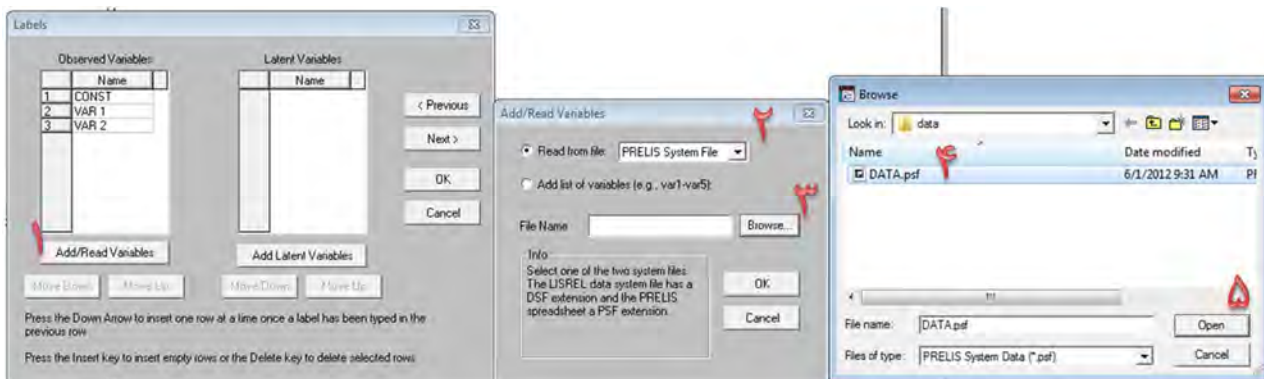 Labels
Observed Variables
Latent Variables
Name
Name
1 CONST
2 VAR 1
3 VAR 2
< Previous
Next >
OK
Cancel
۱
Add/Read Variables
Add Latent Variables
Move Down
Move Up
Move Down
Move Up
Press the Down Arrow to insert one row at a time once a label has been typed in the
previous row
Press the Insert key to insert empty rows or the Delete key to delete selected rows
Add/Read Variables
۲
Read from file: PRELIS System File
Add list of variables (e.g., var1-var5):
۳
File Name
Browse...
Info
Select one of the two system files.
The LISREL data system file has a
DSF extension and the PRELIS
spreadsheet a PSF extension.
OK
Cancel
Browse
Look in: data
Name Date modified Ty
۴
DATA.psf 6/1/2012 9:31 AM PF
۵
File name: DATA.psf Open
Files of type: PRELIS System Data (*.psf) Cancel